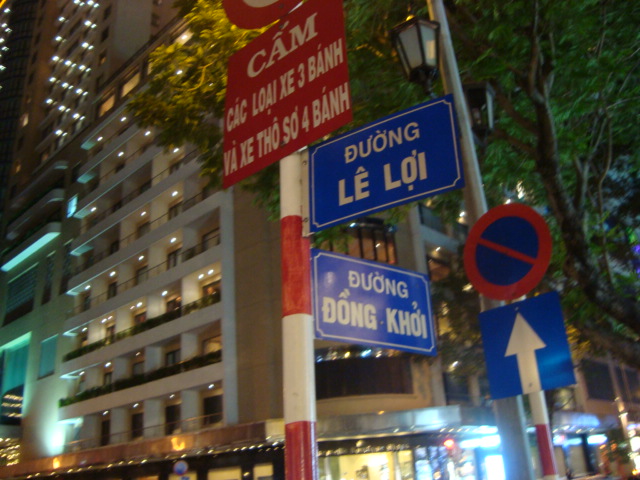 CẤM
CÁC LOẠI XE 3 BÁNH
VÀ XE THÔ SƠ 4 BÁNH
ĐƯỜNG
LÊ LỢI
ĐƯỜNG
ĐỒNG KHỞI